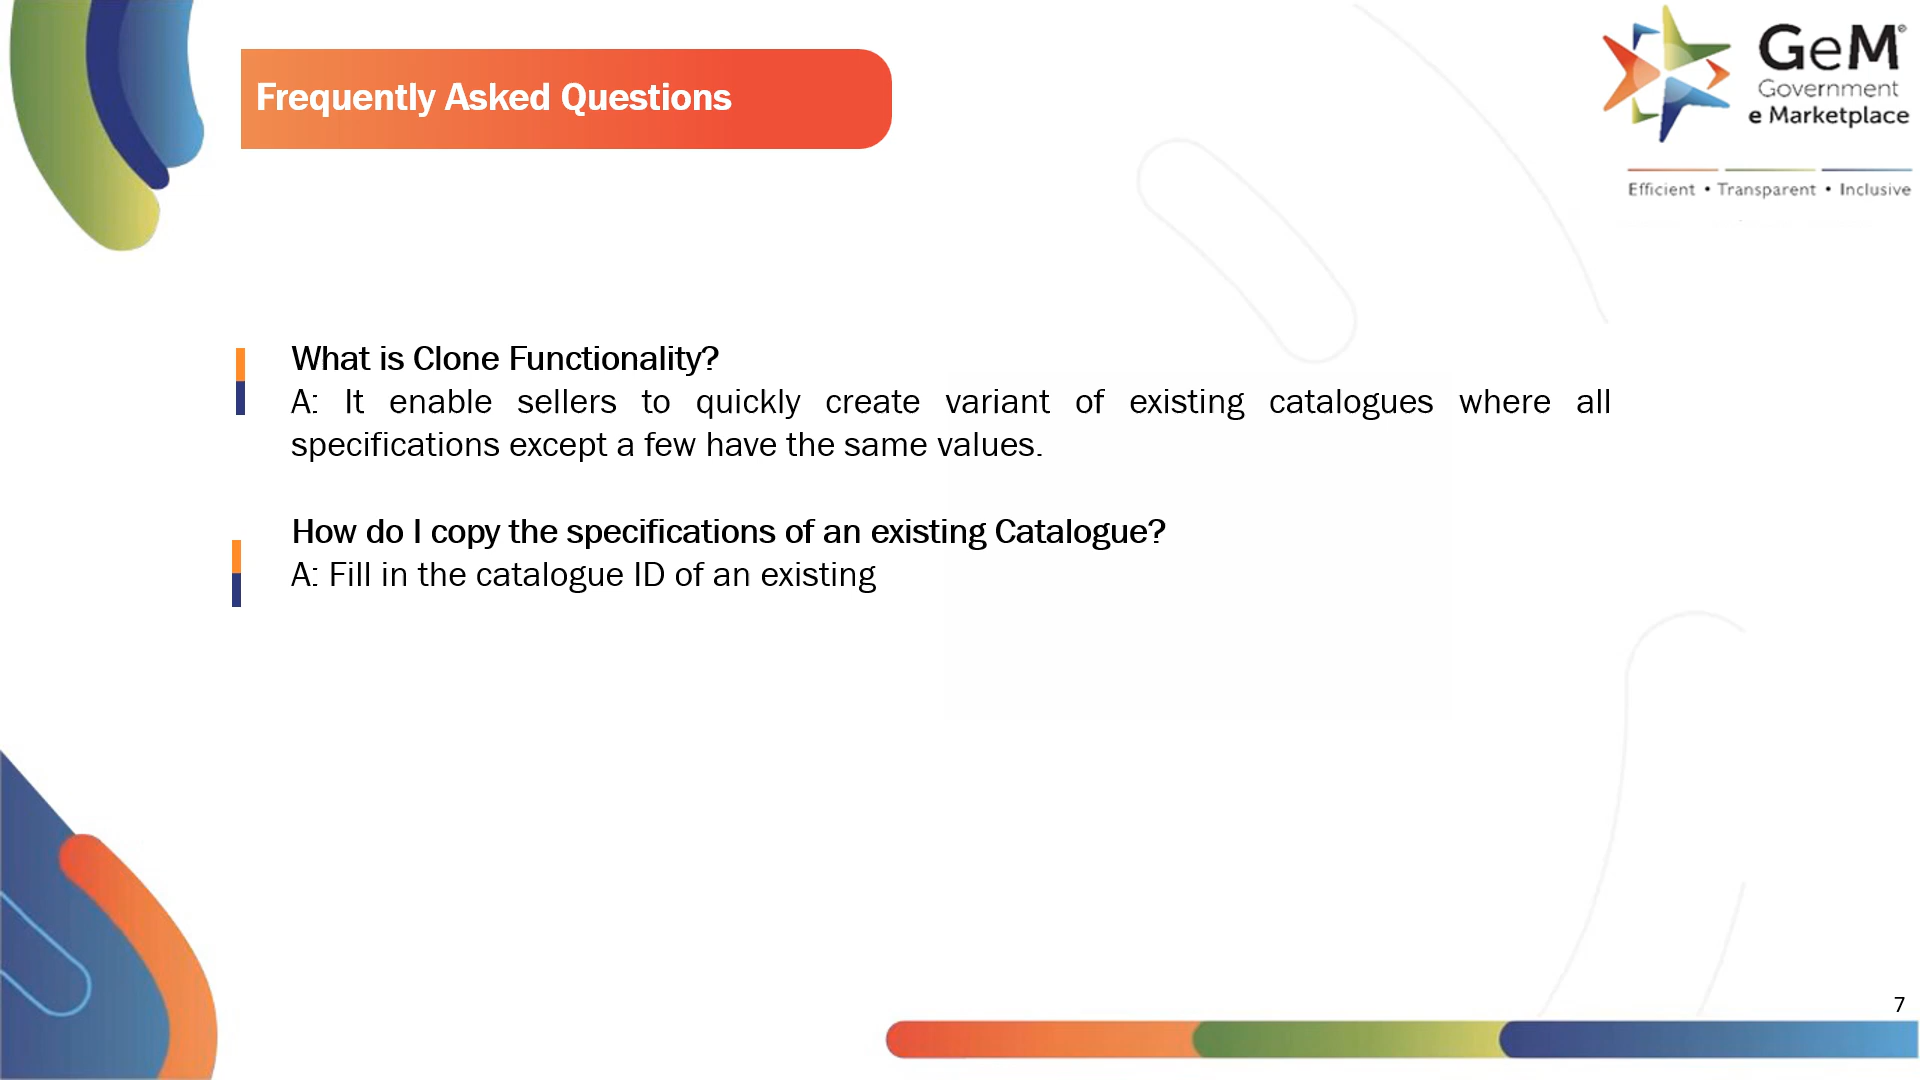 Frequently Asked Questions
GeM®
Government
e Marketplace
Efficient • Transparent • Inclusive
What is Clone Functionality?
A: It enable sellers to quickly create variant of existing catalogues where all
specifications except a few have the same values.
How do I copy the specifications of an existing Catalogue?
A: Fill in the catalogue ID of an existing
7